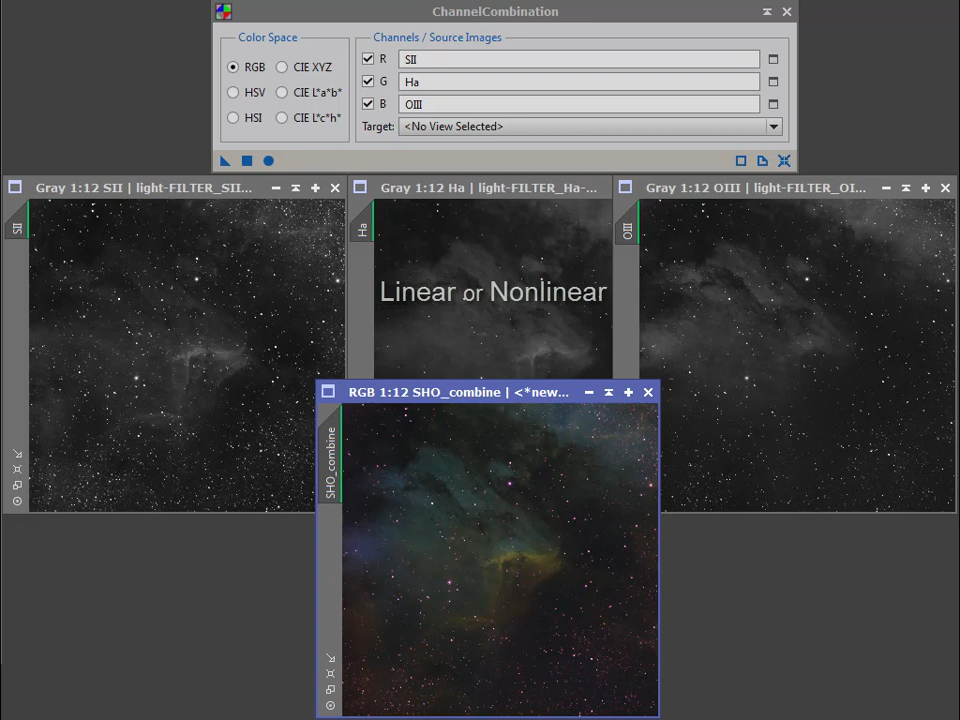 ChannelCombination
Color Space
Channels / Source Images
RGB
CIE XYZ
R
SII
HSV
CIE L*a*b*
G
Ha
HSI
CIE L*c*h*
B
OIII
Target:
<No View Selected>
Gray 1:12 SII | light-FILTER_SII...
Gray 1:12 Ha | light-FILTER_Ha-...
Gray 1:12 OIII | light-FILTER_OI...
SII
Ha
OIII
Linear or Nonlinear
RGB 1:12 SHO_combine | <*new...
SHO_combine